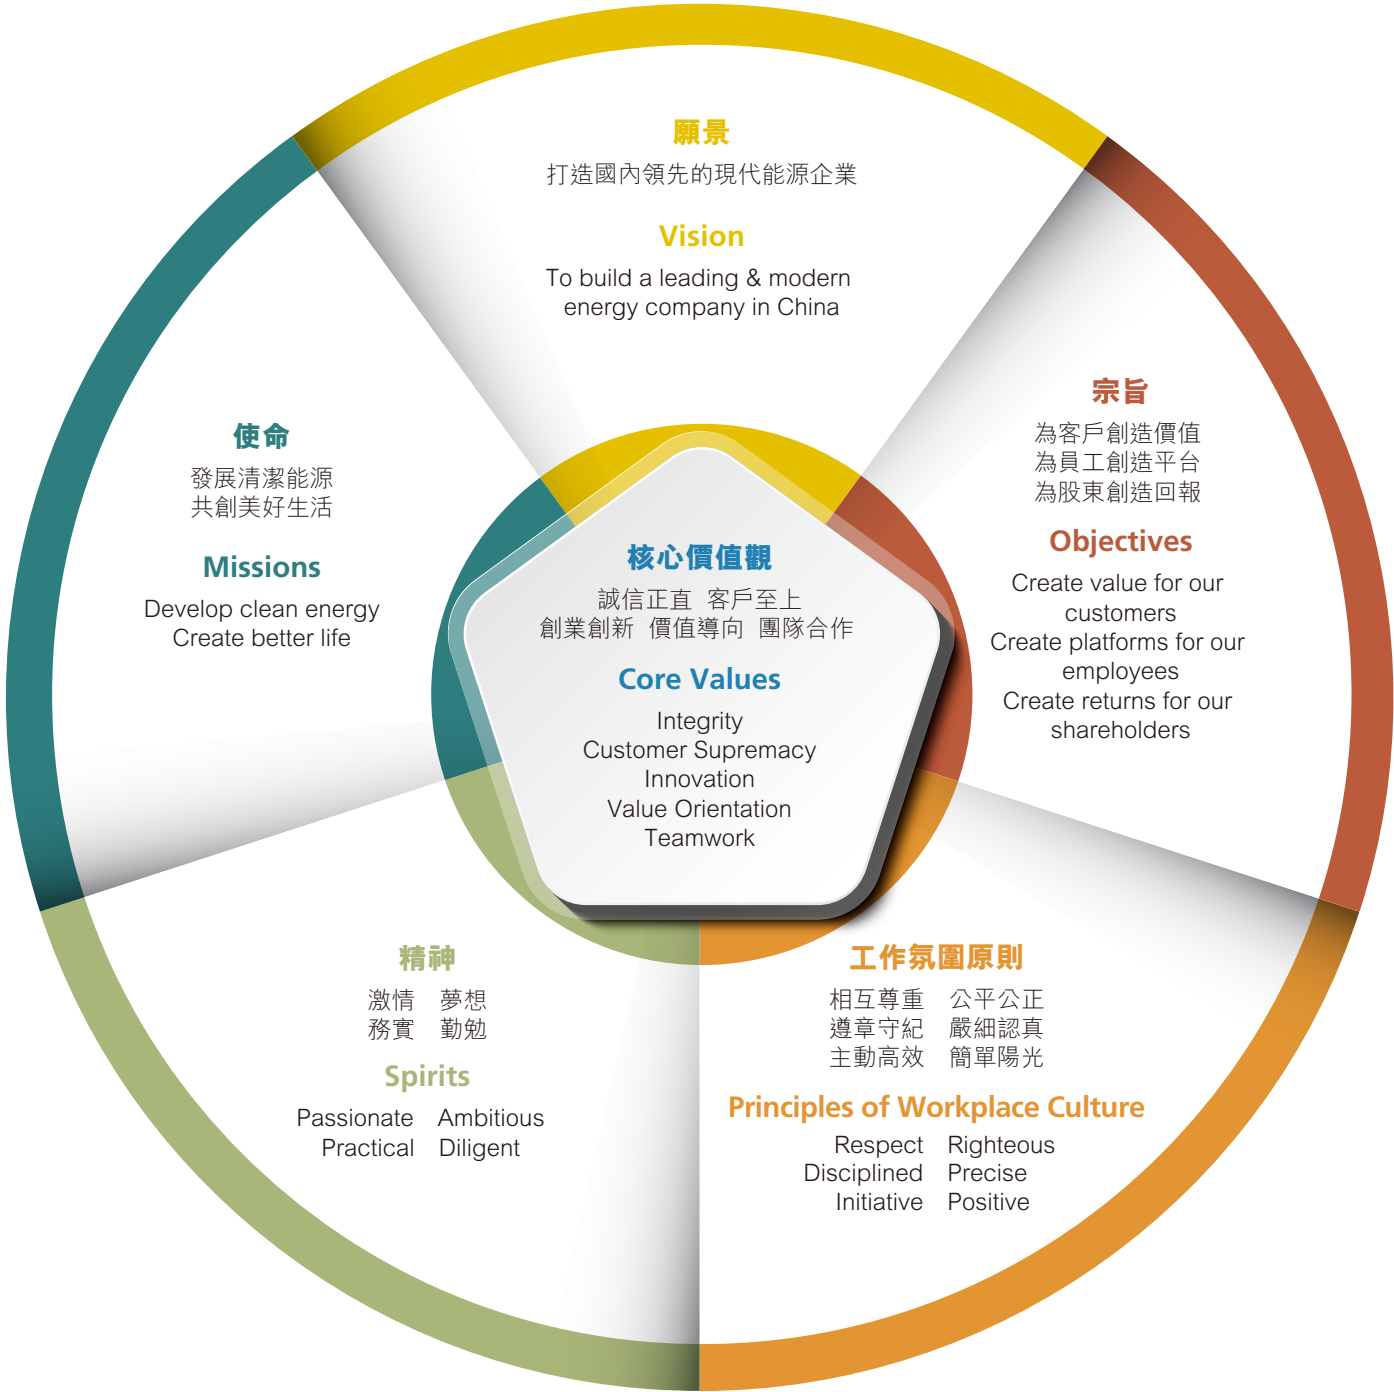 願景
打造國內領先的現代能源企業
Vision
To build a leading & modern
energy company in China
宗旨
為客戶創造價值
為員工創造平台
為股東創造回報
Objectives
Create value for our
customers
Create platforms for our
employees
Create returns for our
shareholders
使命
發展清潔能源
共創美好生活
Missions
Develop clean energy
Create better life
核心價值觀
誠信正直 客戶至上
創業創新 價值導向 團隊合作
Core Values
Integrity
Customer Supremacy
Innovation
Value Orientation
Teamwork
精神
激情 夢想
務實 勤勉
Spirits
Passionate Ambitious
Practical Diligent
工作氛圍原則
相互尊重 公平公正
遵章守紀 嚴細認真
主動高效 簡單陽光
Principles of Workplace Culture
Respect Righteous
Disciplined Precise
Initiative Positive